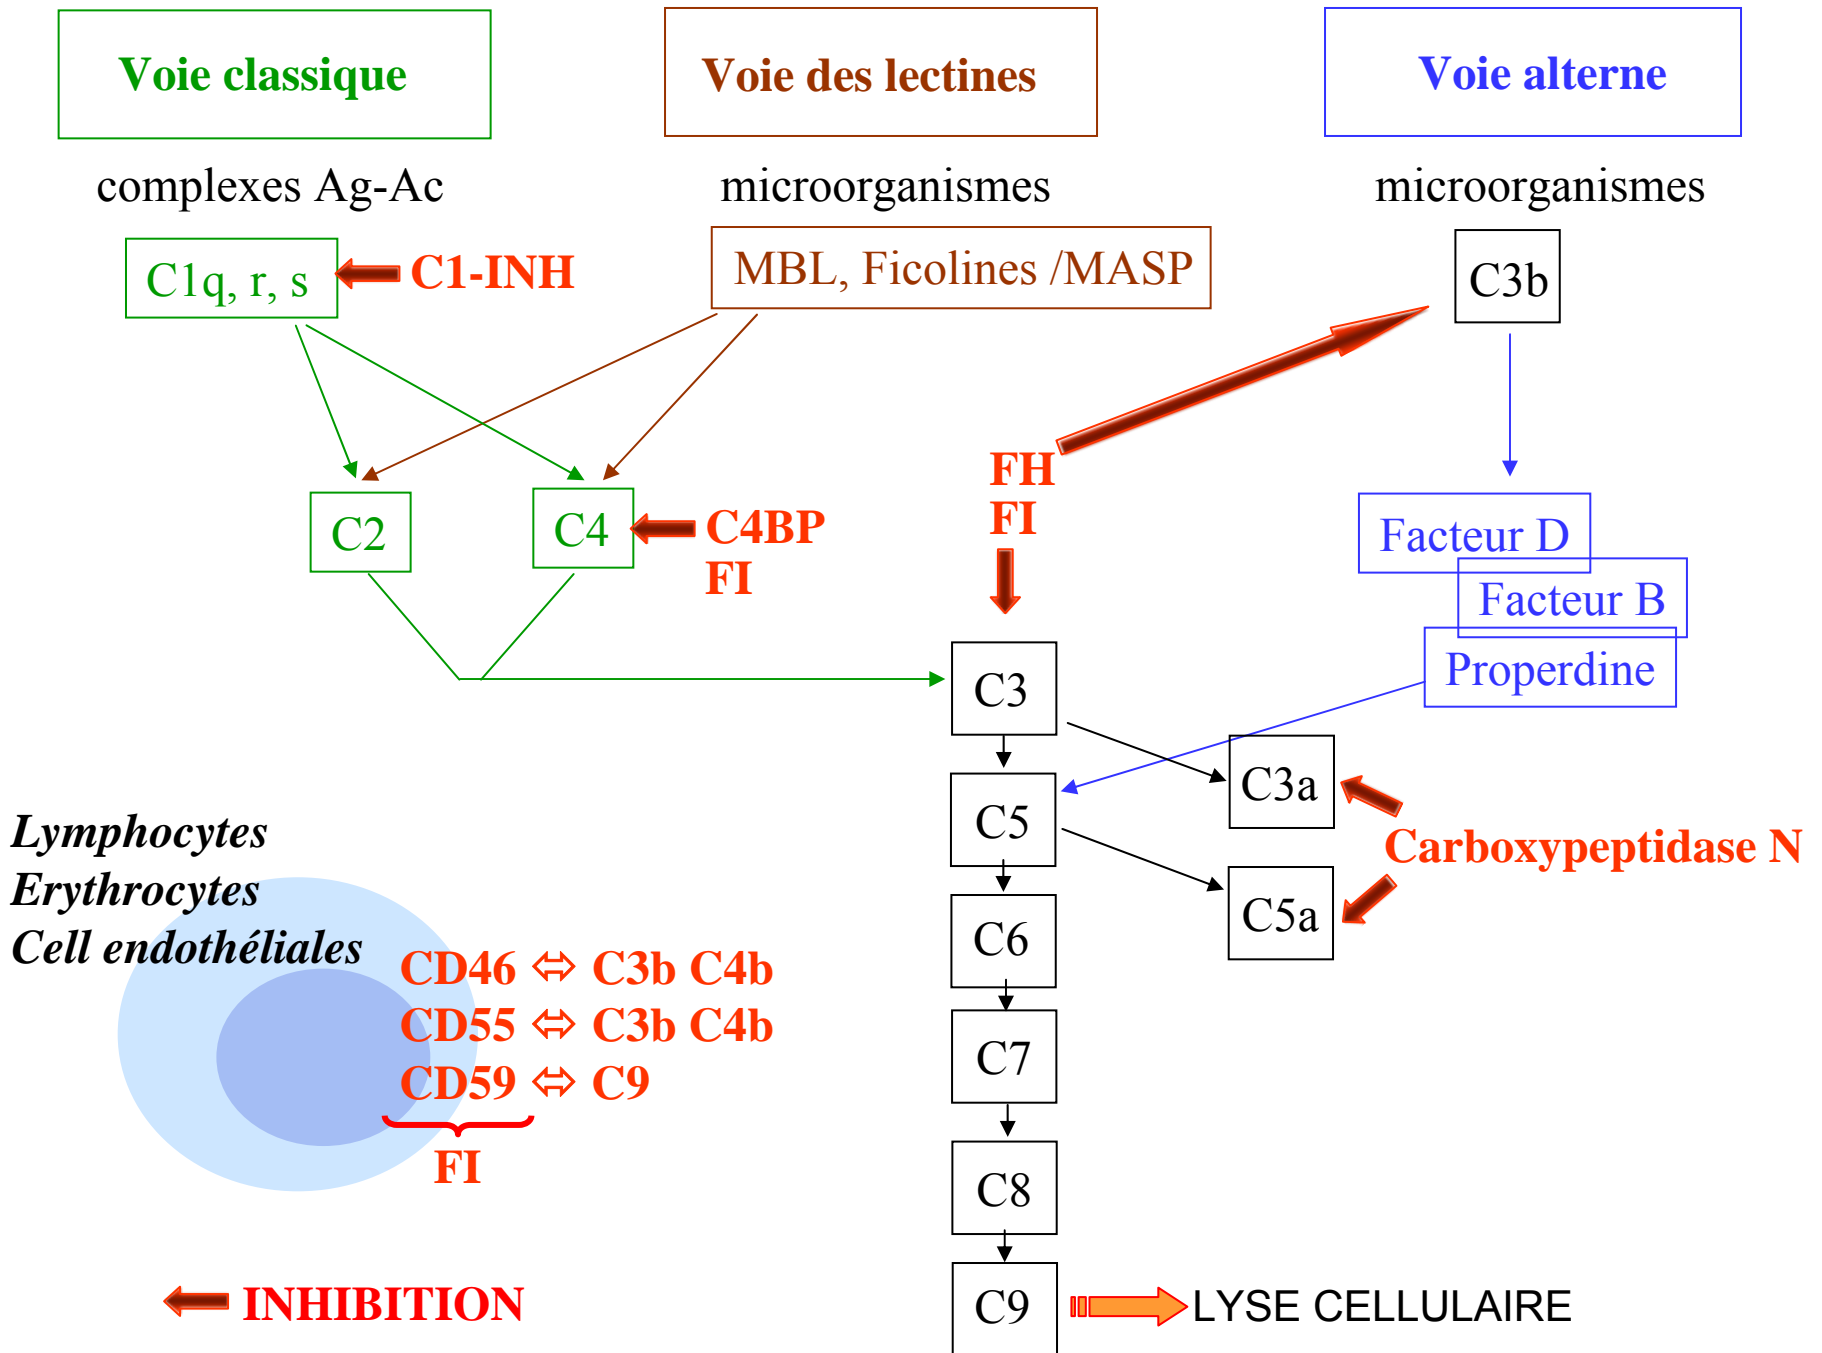 Voie classique
Voie des lectines
Voie alterne
complexes Ag-Ac
microorganismes
microorganismes
C1q, r, s
C1-INH
MBL, Ficolines /MASP
C3b
C2
C4
C4BP
FI
FH
FI
Facteur D
Facteur B
Properdine
C3
C3a
C5
Carboxypeptidase N
C5a
C6
C7
C8
C9
LYSE CELLULAIRE
Lymphocytes
Erythrocytes
Cell endothéliales
CD46 ⬄ C3b C4b
CD55 ⬄ C3b C4b
CD59 ⬄ C9
FI
INHIBITION